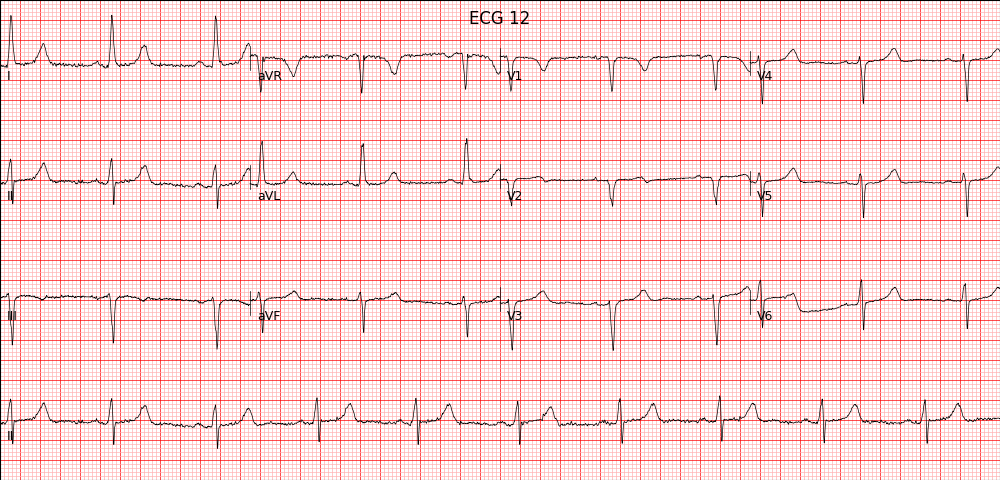 ECG 12
I aVR V1 V4
II aVL V2 V5
III aVF V3 V6
II